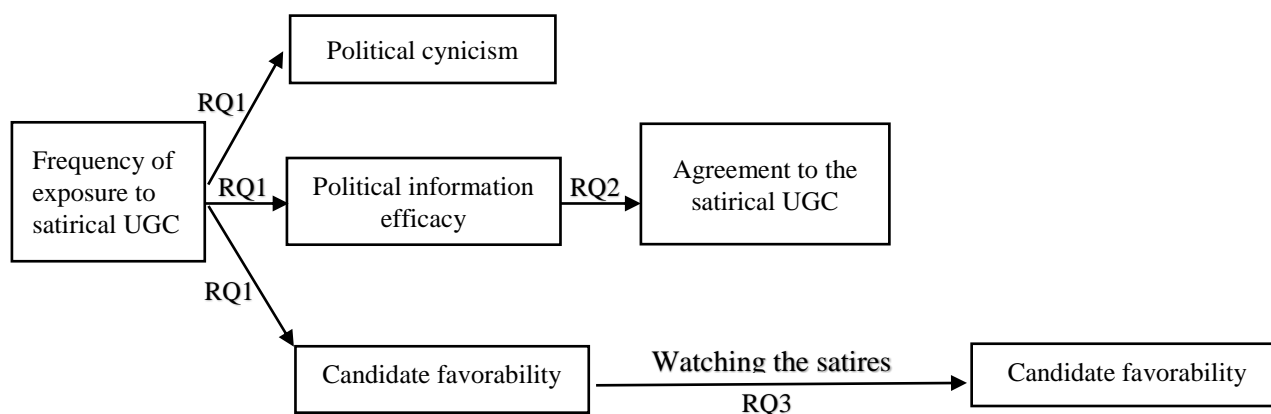 Political cynicism
RQ1
Frequency of
exposure to
satirical UGC
RQ1
Political information
efficacy
RQ2
Agreement to the
satirical UGC
RQ1
Candidate favorability
Watching the satires
RQ3
Candidate favorability